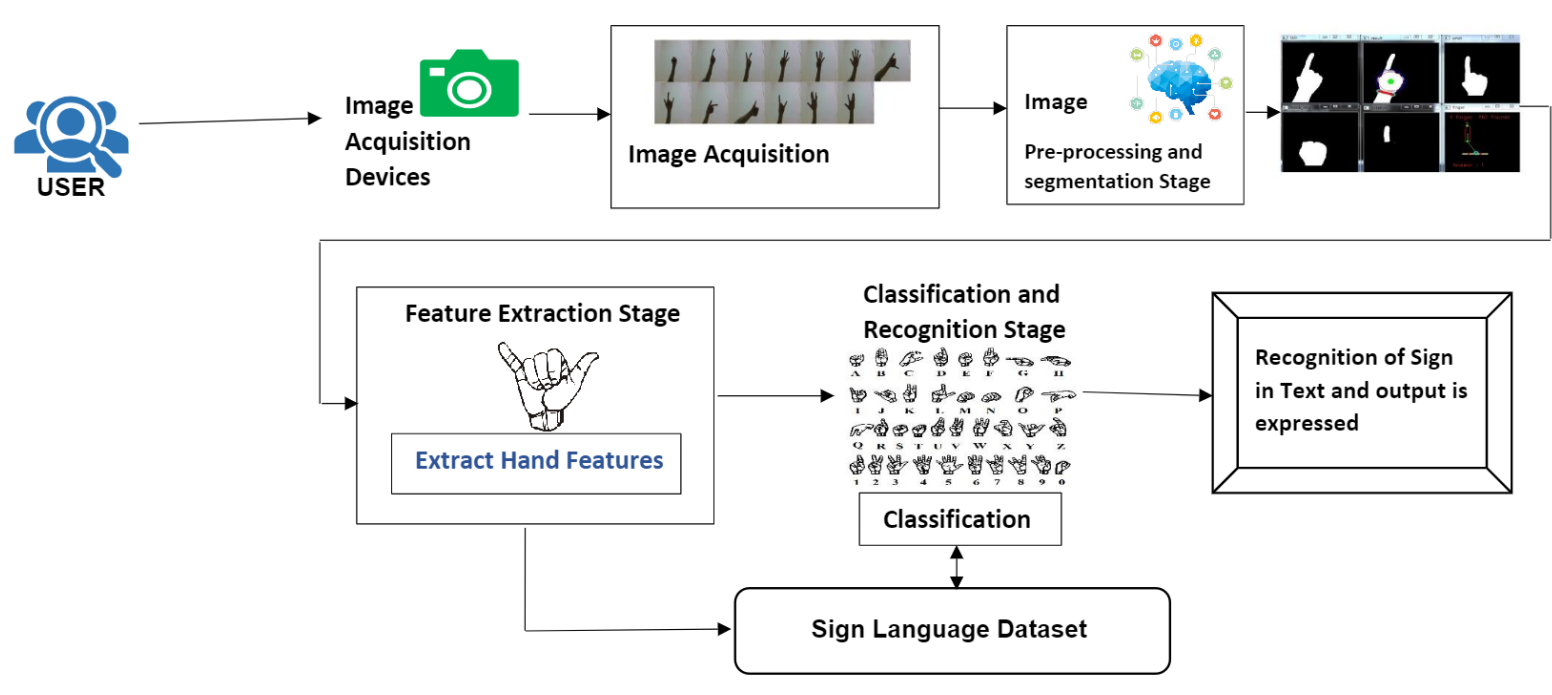 USER
Image
Acquisition
Devices
Image Acquisition
Image
Pre-processing and
segmentation Stage
Feature Extraction Stage
Extract Hand Features
Classification and
Recognition Stage
A B C D E F G H
I J K L M N O P
Q R S T U V W X Y Z
1 2 3 4 5 6 7 8 9 0
Classification
Sign Language Dataset
Recognition of Sign
in Text and output is
expressed